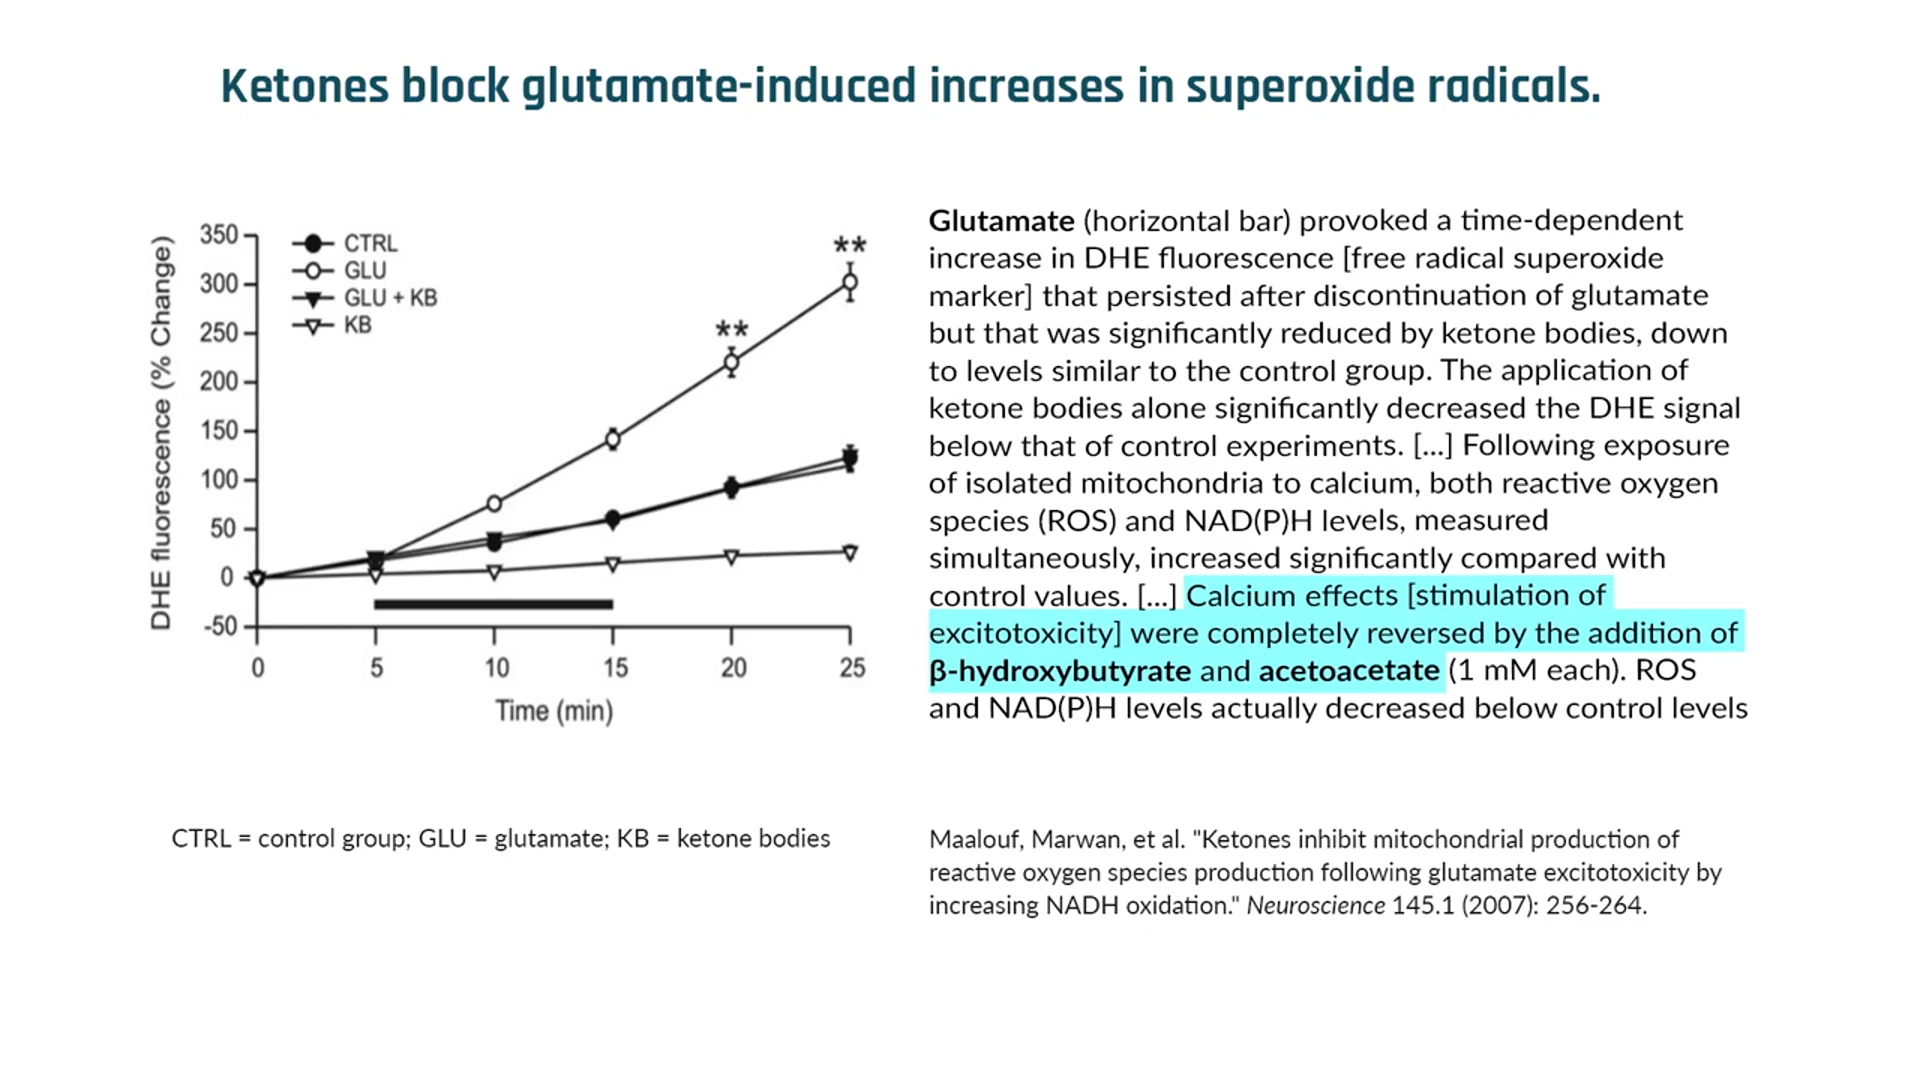 Ketones block glutamate-induced increases in superoxide radicals.
DHE fluorescence (% Change)
350
300
250
200
150
100
50
0
-50
CTRL
GLU
GLU + KB
KB
**
**
0 5 10 15 20 25
Time (min)
CTRL = control group; GLU = glutamate; KB = ketone bodies
Glutamate (horizontal bar) provoked a time-dependent
increase in DHE fluorescence [free radical superoxide
marker] that persisted after discontinuation of glutamate
but that was significantly reduced by ketone bodies, down
to levels similar to the control group. The application of
ketone bodies alone significantly decreased the DHE signal
below that of control experiments. [...] Following exposure
of isolated mitochondria to calcium, both reactive oxygen
species (ROS) and NAD(P)H levels, measured
simultaneously, increased significantly compared with
control values. [...] Calcium effects [stimulation of
excitotoxicity] were completely reversed by the addition of
β-hydroxybutyrate and acetoacetate (1 mM each). ROS
and NAD(P)H levels actually decreased below control levels
Maalouf, Marwan, et al. "Ketones inhibit mitochondrial production of
reactive oxygen species production following glutamate excitotoxicity by
increasing NADH oxidation." Neuroscience 145.1 (2007): 256-264.